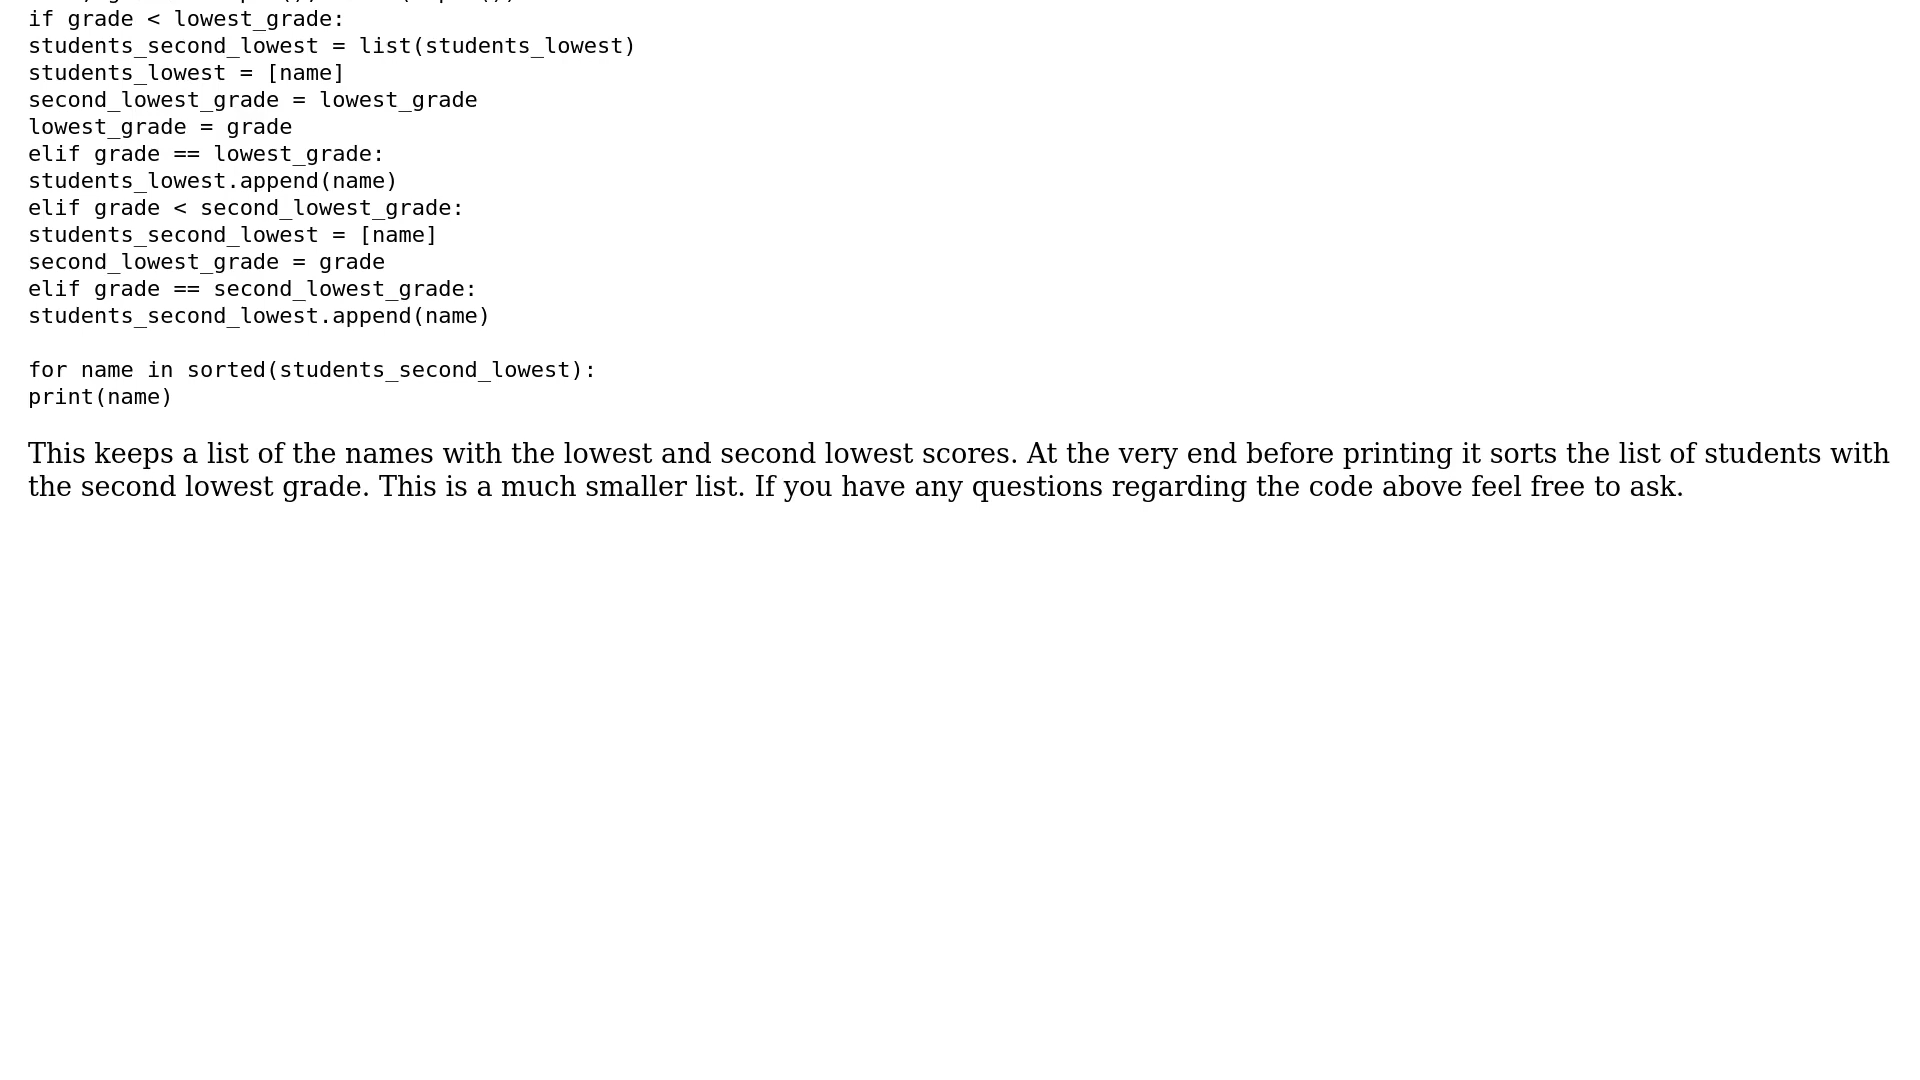 if grade < lowest_grade:
students_second_lowest = list(students_lowest)
students_lowest = [name]
second_lowest_grade = lowest_grade
lowest_grade = grade
elif grade == lowest_grade:
students_lowest.append(name)
elif grade < second_lowest_grade:
students_second_lowest = [name]
second_lowest_grade = grade
elif grade == second_lowest_grade:
students_second_lowest.append(name)
for name in sorted(students_second_lowest):
print(name)
This keeps a list of the names with the lowest and second lowest scores. At the very end before printing it sorts the list of students with
the second lowest grade. This is a much smaller list. If you have any questions regarding the code above feel free to ask.